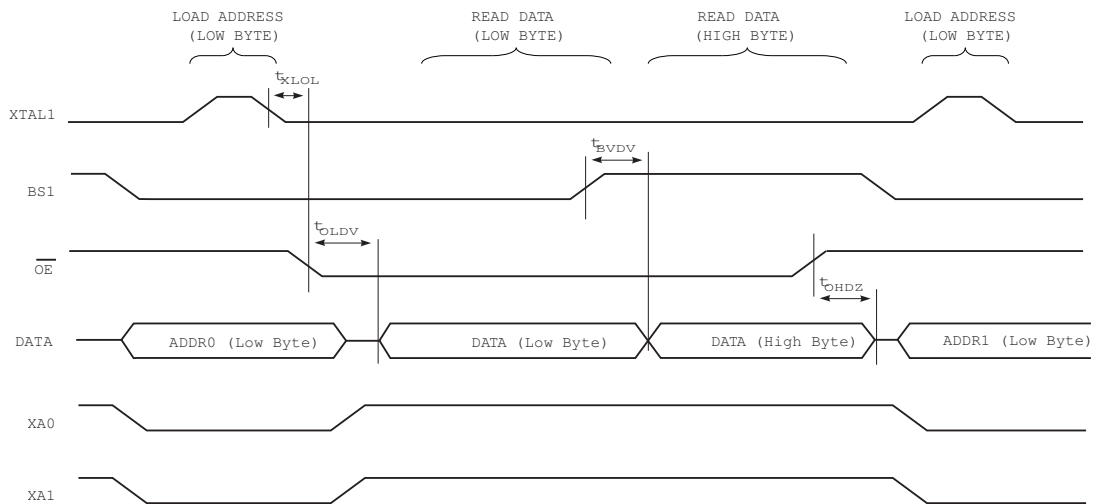 LOAD ADDRESS
(LOW BYTE)
READ DATA
(LOW BYTE)
READ DATA
(HIGH BYTE)
LOAD ADDRESS
(LOW BYTE)
tXLOL
XTAL1
tBVDV
BS1
tOLDV
OE
tOHDZ
DATA
ADDR0 (Low Byte)
DATA (Low Byte)
DATA (High Byte)
ADDR1 (Low Byte)
XA0
XA1